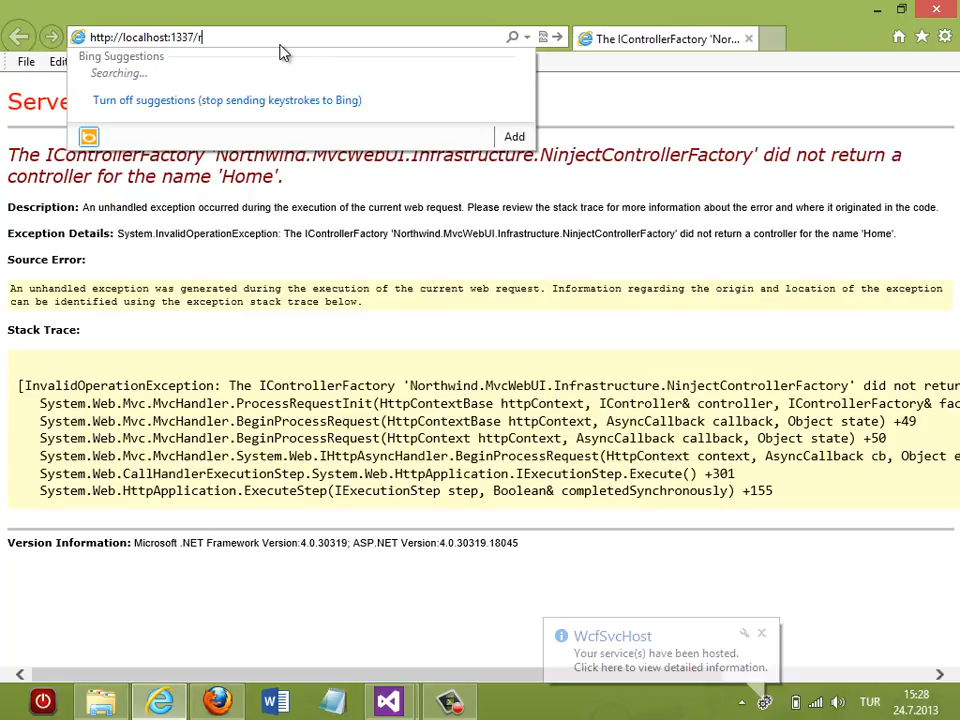 http://localhost:1337/r
The IControllerFactory 'Nor...
File
Edit
Bing Suggestions
Searching...
Turn off suggestions (stop sending keystrokes to Bing)
Add
Serve
The IControllerFactory 'Northwind.MvcWebUI.Infrastructure.NinjectControllerFactory' did not return a
controller for the name 'Home'.
Description: An unhandled exception occurred during the execution of the current web request. Please review the stack trace for more information about the error and where it originated in the code.
Exception Details: System.InvalidOperationException: The IControllerFactory 'Northwind.MvcWebUI.Infrastructure.NinjectControllerFactory' did not return a controller for the name 'Home'.
Source Error:
An unhandled exception was generated during the execution of the current web request. Information regarding the origin and location of the exception
can be identified using the exception stack trace below.
Stack Trace:
[InvalidOperationException: The IControllerFactory 'Northwind.MvcWebUI.Infrastructure.NinjectControllerFactory' did not retur
System.Web.Mvc.MvcHandler.ProcessRequestInit(HttpContextBase httpContext, IController& controller, IControllerFactory& fac
System.Web.Mvc.MvcHandler.BeginProcessRequest(HttpContextBase httpContext, AsyncCallback callback, Object state) +49
System.Web.Mvc.MvcHandler.BeginProcessRequest(HttpContext httpContext, AsyncCallback callback, Object state) +50
System.Web.Mvc.MvcHandler.System.Web.IHttpAsyncHandler.BeginProcessRequest(HttpContext context, AsyncCallback cb, Object e
System.Web.CallHandlerExecutionStep.System.Web.HttpApplication.IExecutionStep.Execute() +301
System.Web.HttpApplication.ExecuteStep(IExecutionStep step, Boolean& completedSynchronously) +155
Version Information: Microsoft .NET Framework Version:4.0.30319; ASP.NET Version:4.0.30319.18045
WcfSvcHost
Your service(s) have been hosted.
Click here to view detailed information.
TUR
15:28
24.7.2013